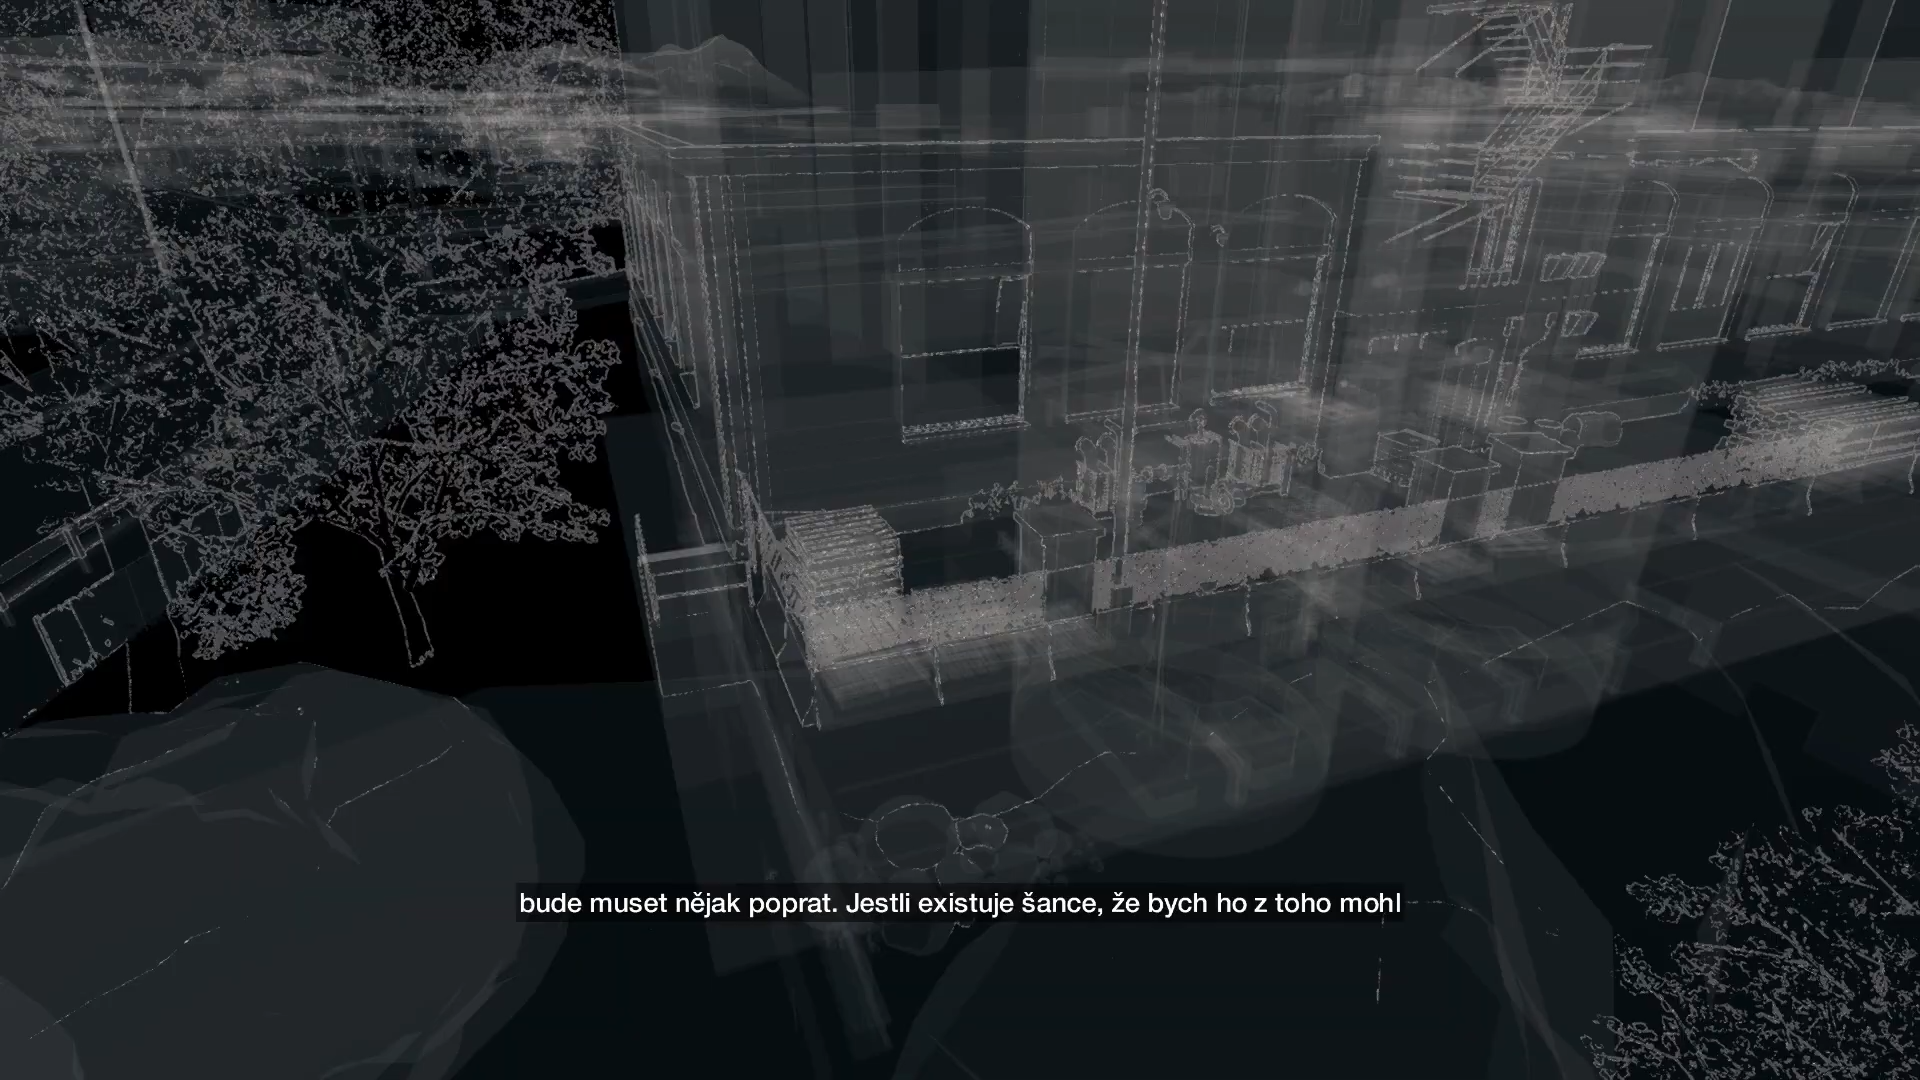 bude muset nějak poprat. Jestli existuje šance, že bych ho z toho mohl